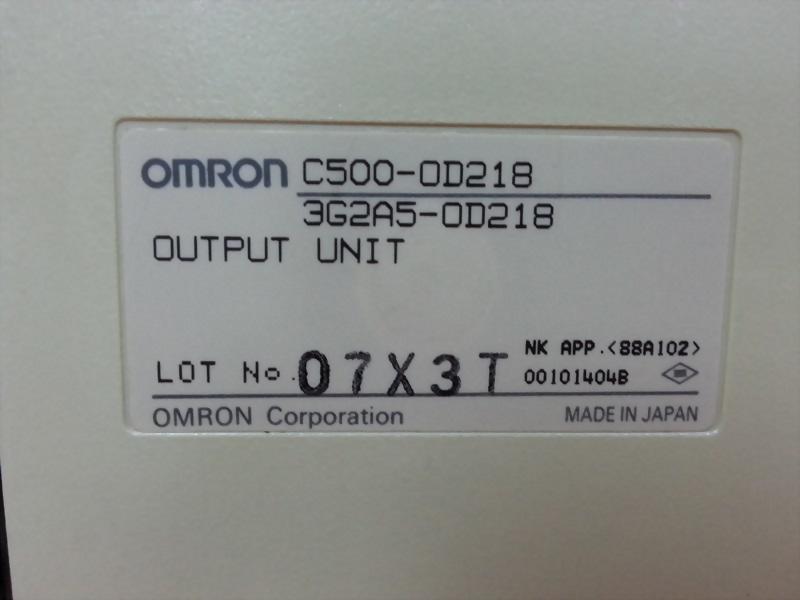 OMRON C500-OD218
3G2A5-OD218
OUTPUT UNIT
NK APP.<88A102>
LOT No. 07X3T 00101404B
OMRON Corporation MADE IN JAPAN